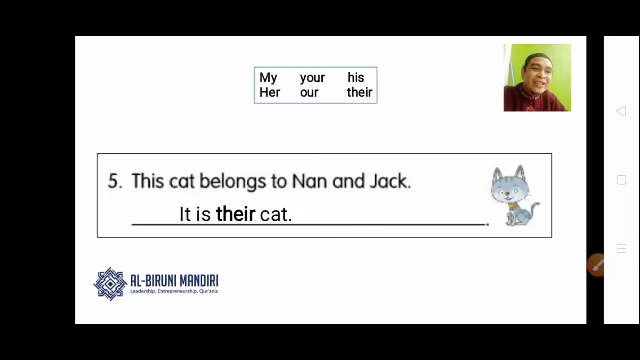 My your his
Her our their
5. This cat belongs to Nan and Jack.
It is their cat.
AL-BIRUNI MANDIRI
Leadership, Entrepreneurship, Qur'anic